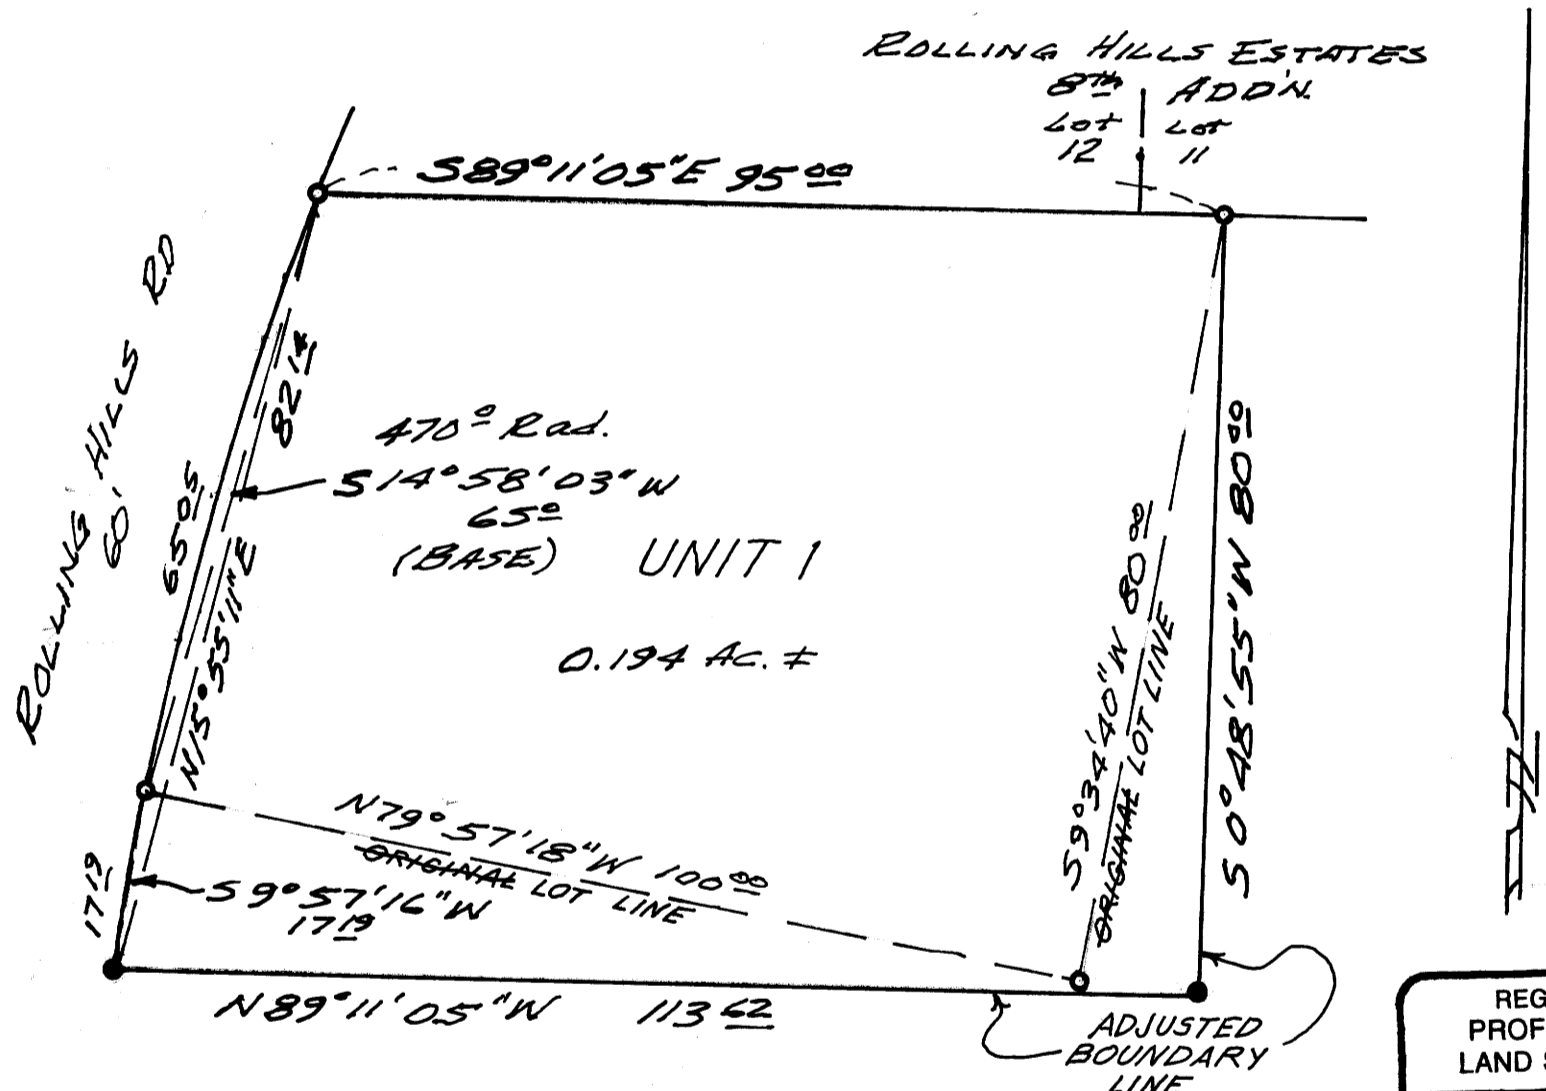 ROLLING HILLS ESTATES
8TH ADD'N.
Lot 12 Lot 11
S89°11'05"E 95 00
ROLLING HILLS RD
60'
82 14
65 05
N15°55'11"E
470 0 Rad.
S14°58'03"W
65 0
(BASE)
UNIT 1
0.194 AC. ±
S9°34'40"W 80 00
ORIGINAL LOT LINE
S0°48'55"W 80 00
N79°57'18"W 100 00
ORIGINAL LOT LINE
S9°57'16"W
17 19
17 19
N89°11'05"W 113 62
ADJUSTED
BOUNDARY
LINE
REG
PROF
LAND S